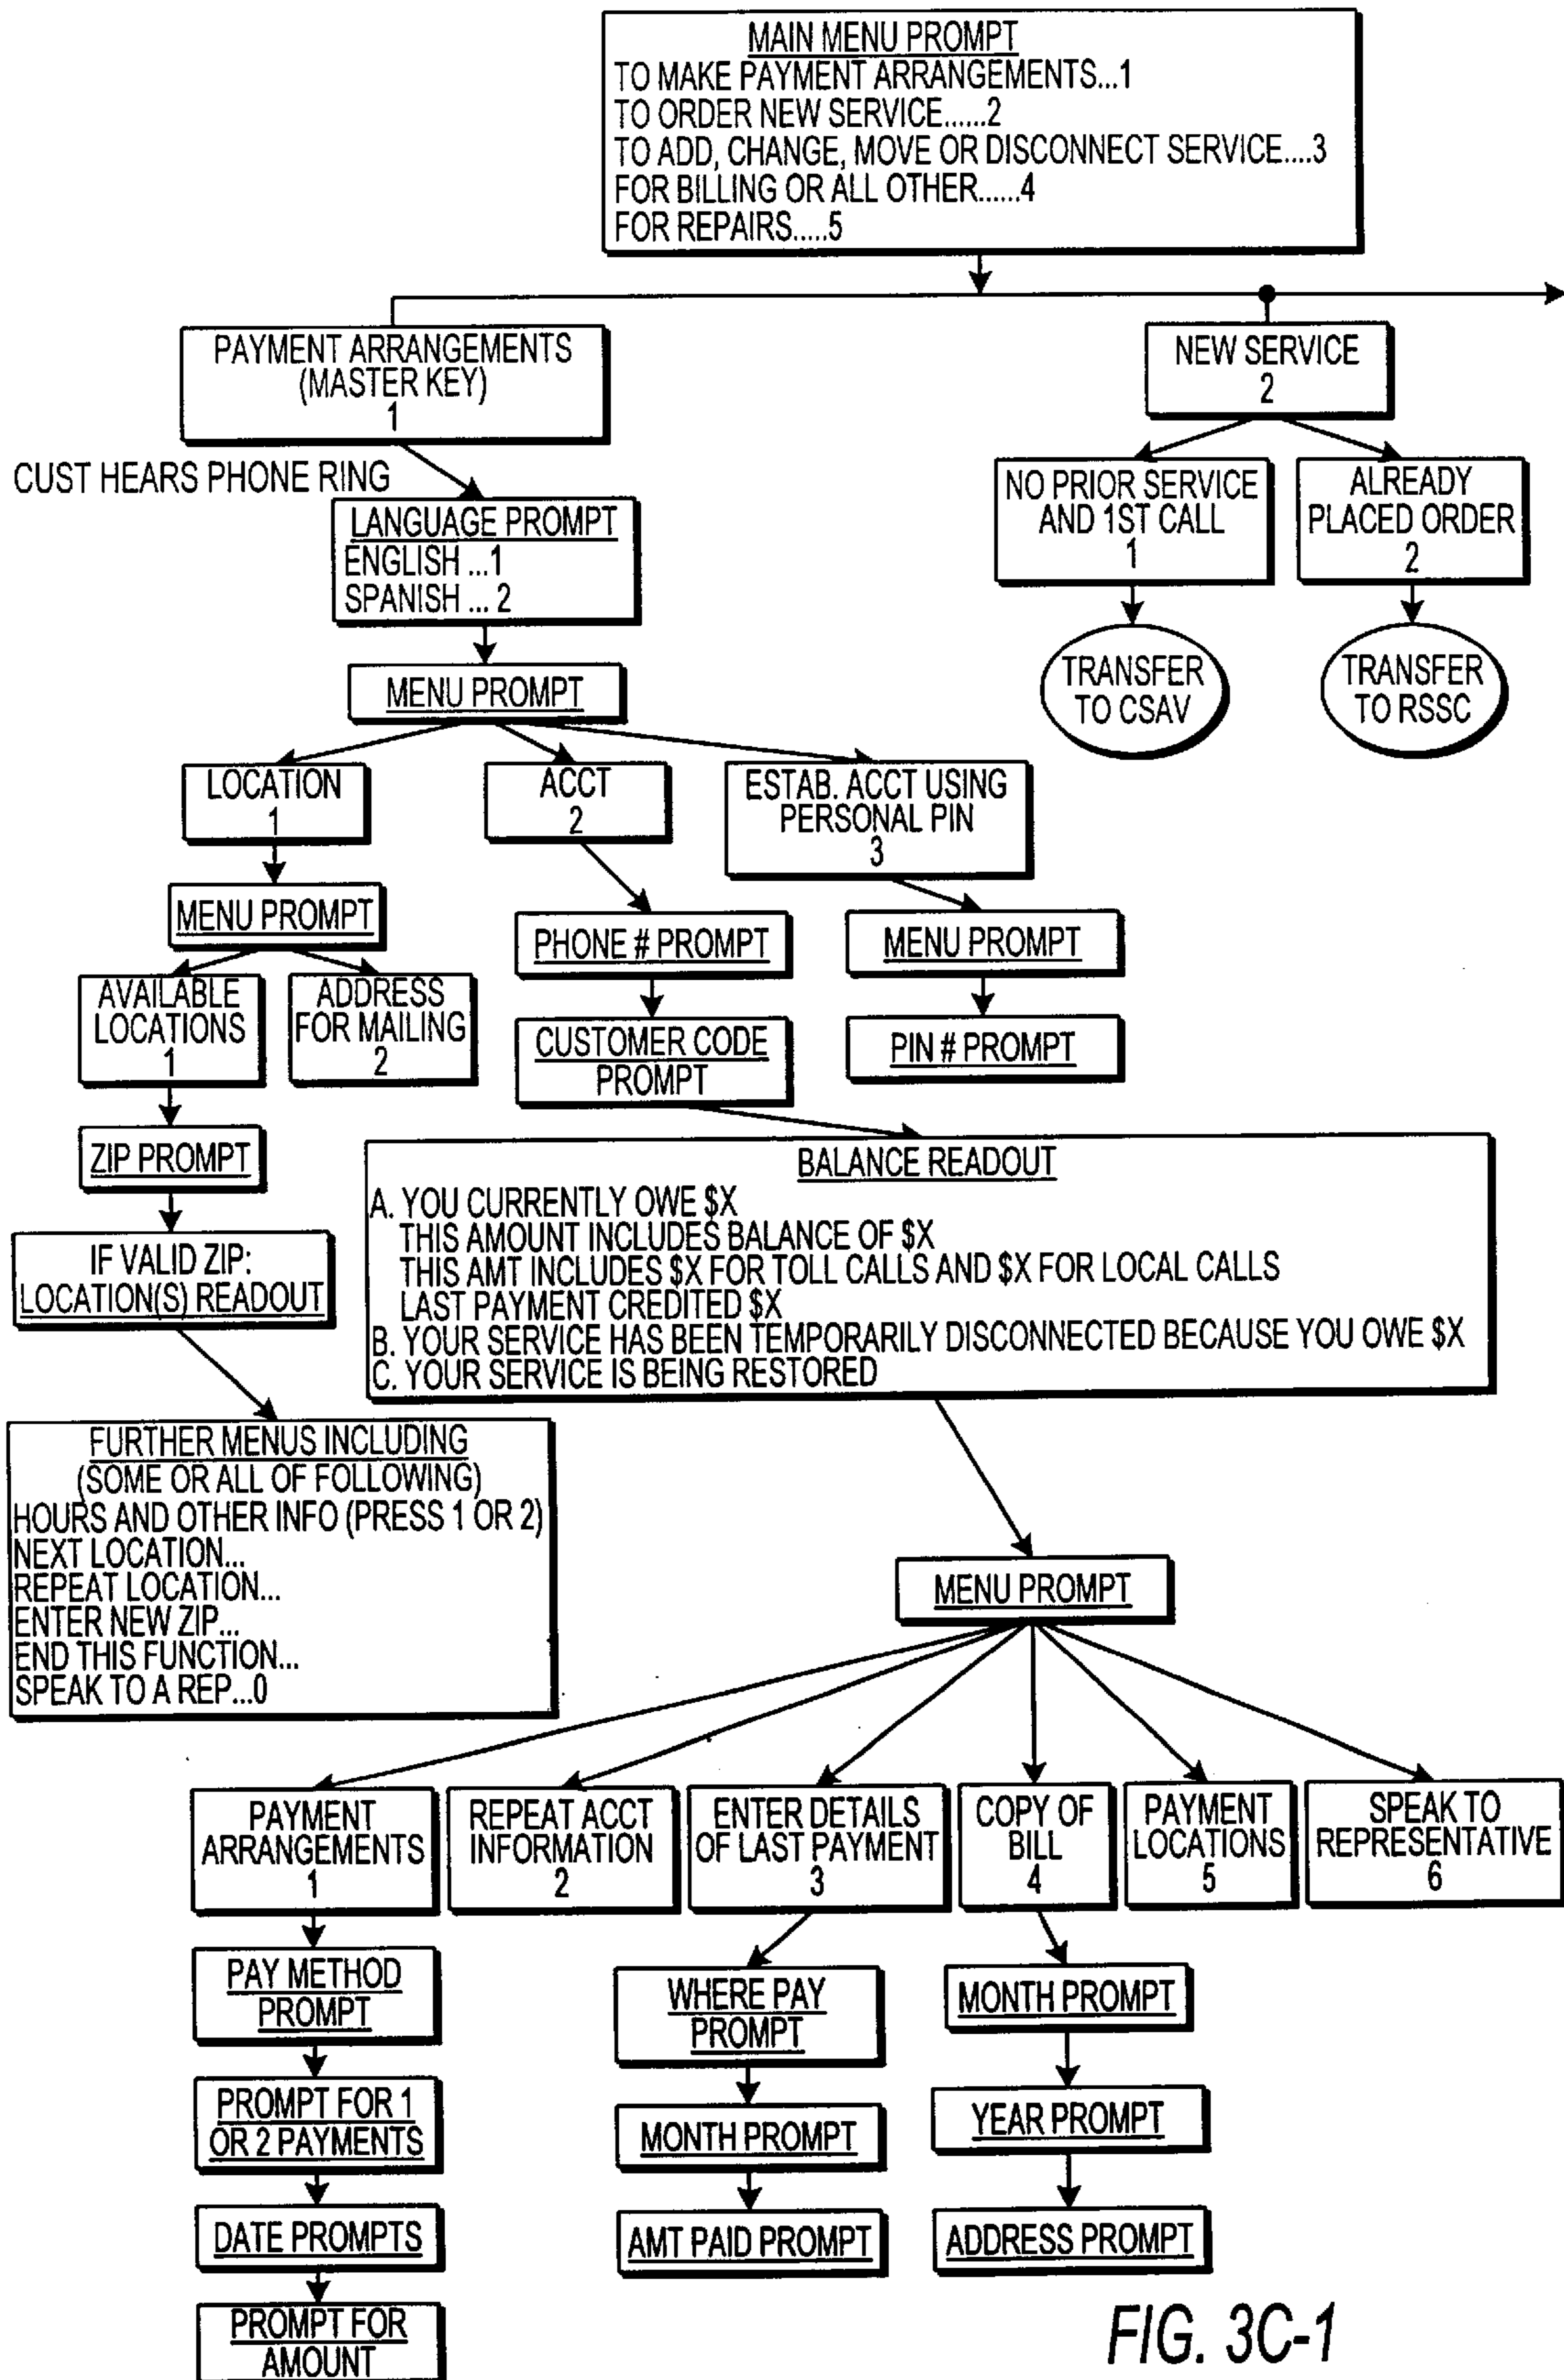 MAIN MENU PROMPT
TO MAKE PAYMENT ARRANGEMENTS...1
TO ORDER NEW SERVICE......2
TO ADD, CHANGE, MOVE OR DISCONNECT SERVICE....3
FOR BILLING OR ALL OTHER......4
FOR REPAIRS.....5
PAYMENT ARRANGEMENTS
(MASTER KEY)
1
NEW SERVICE
2
CUST HEARS PHONE RING
LANGUAGE PROMPT
ENGLISH ...1
SPANISH ... 2
NO PRIOR SERVICE
AND 1ST CALL
1
ALREADY
PLACED ORDER
2
MENU PROMPT
TRANSFER
TO CSAV
TRANSFER
TO RSSC
LOCATION
1
ACCT
2
ESTAB. ACCT USING
PERSONAL PIN
3
MENU PROMPT
PHONE # PROMPT
MENU PROMPT
AVAILABLE
LOCATIONS
1
ADDRESS
FOR MAILING
2
CUSTOMER CODE
PROMPT
PIN # PROMPT
ZIP PROMPT
IF VALID ZIP:
LOCATION(S) READOUT
BALANCE READOUT
A. YOU CURRENTLY OWE $X
THIS AMOUNT INCLUDES BALANCE OF $X
THIS AMT INCLUDES $X FOR TOLL CALLS AND $X FOR LOCAL CALLS
LAST PAYMENT CREDITED $X
B. YOUR SERVICE HAS BEEN TEMPORARILY DISCONNECTED BECAUSE YOU OWE $X
C. YOUR SERVICE IS BEING RESTORED
FURTHER MENUS INCLUDING
(SOME OR ALL OF FOLLOWING)
HOURS AND OTHER INFO (PRESS 1 OR 2)
NEXT LOCATION...
REPEAT LOCATION...
ENTER NEW ZIP...
END THIS FUNCTION...
SPEAK TO A REP...0
MENU PROMPT
PAYMENT
ARRANGEMENTS
1
REPEAT ACCT
INFORMATION
2
ENTER DETAILS
OF LAST PAYMENT
3
COPY OF
BILL
4
PAYMENT
LOCATIONS
5
SPEAK TO
REPRESENTATIVE
6
PAY METHOD
PROMPT
WHERE PAY
PROMPT
MONTH PROMPT
PROMPT FOR 1
OR 2 PAYMENTS
MONTH PROMPT
YEAR PROMPT
DATE PROMPTS
AMT PAID PROMPT
ADDRESS PROMPT
PROMPT FOR
AMOUNT
FIG. 3C-1